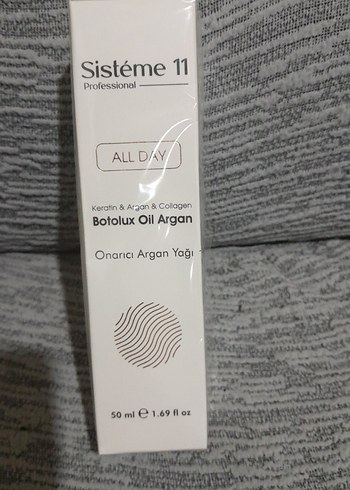 Sistéme 11
Professional
ALL DAY
Keratin & Argan & Collagen
Botolux Oil Argan
Onarıcı Argan Yağı
50 ml ℮ 1.69 fl oz